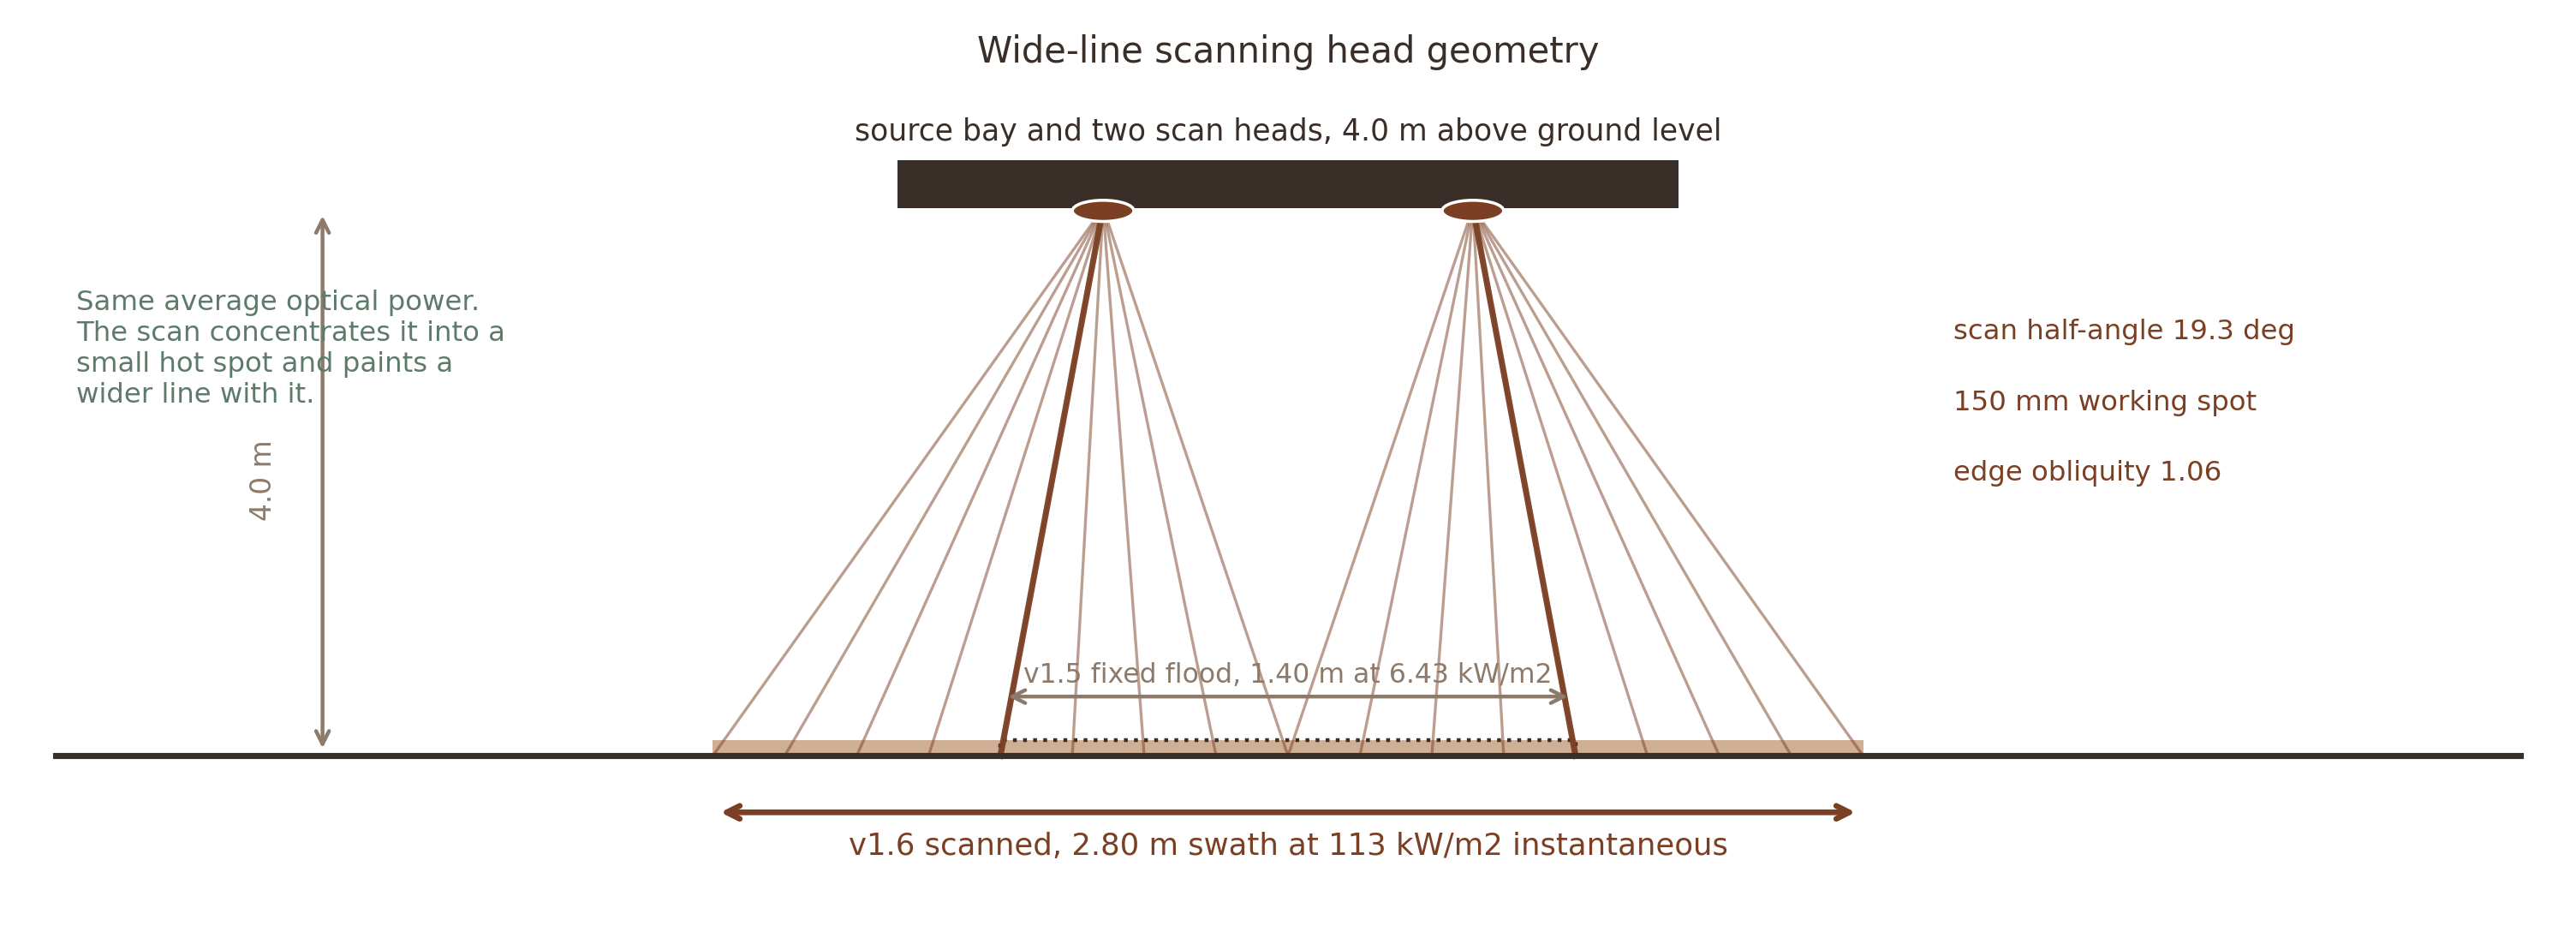 Wide-line scanning head geometry
source bay and two scan heads, 4.0 m above ground level
Same average optical power.
The scan concentrates it into a
small hot spot and paints a
wider line with it.
4.0 m
scan half-angle 19.3 deg
150 mm working spot
edge obliquity 1.06
v1.5 fixed flood, 1.40 m at 6.43 kW/m2
v1.6 scanned, 2.80 m swath at 113 kW/m2 instantaneous